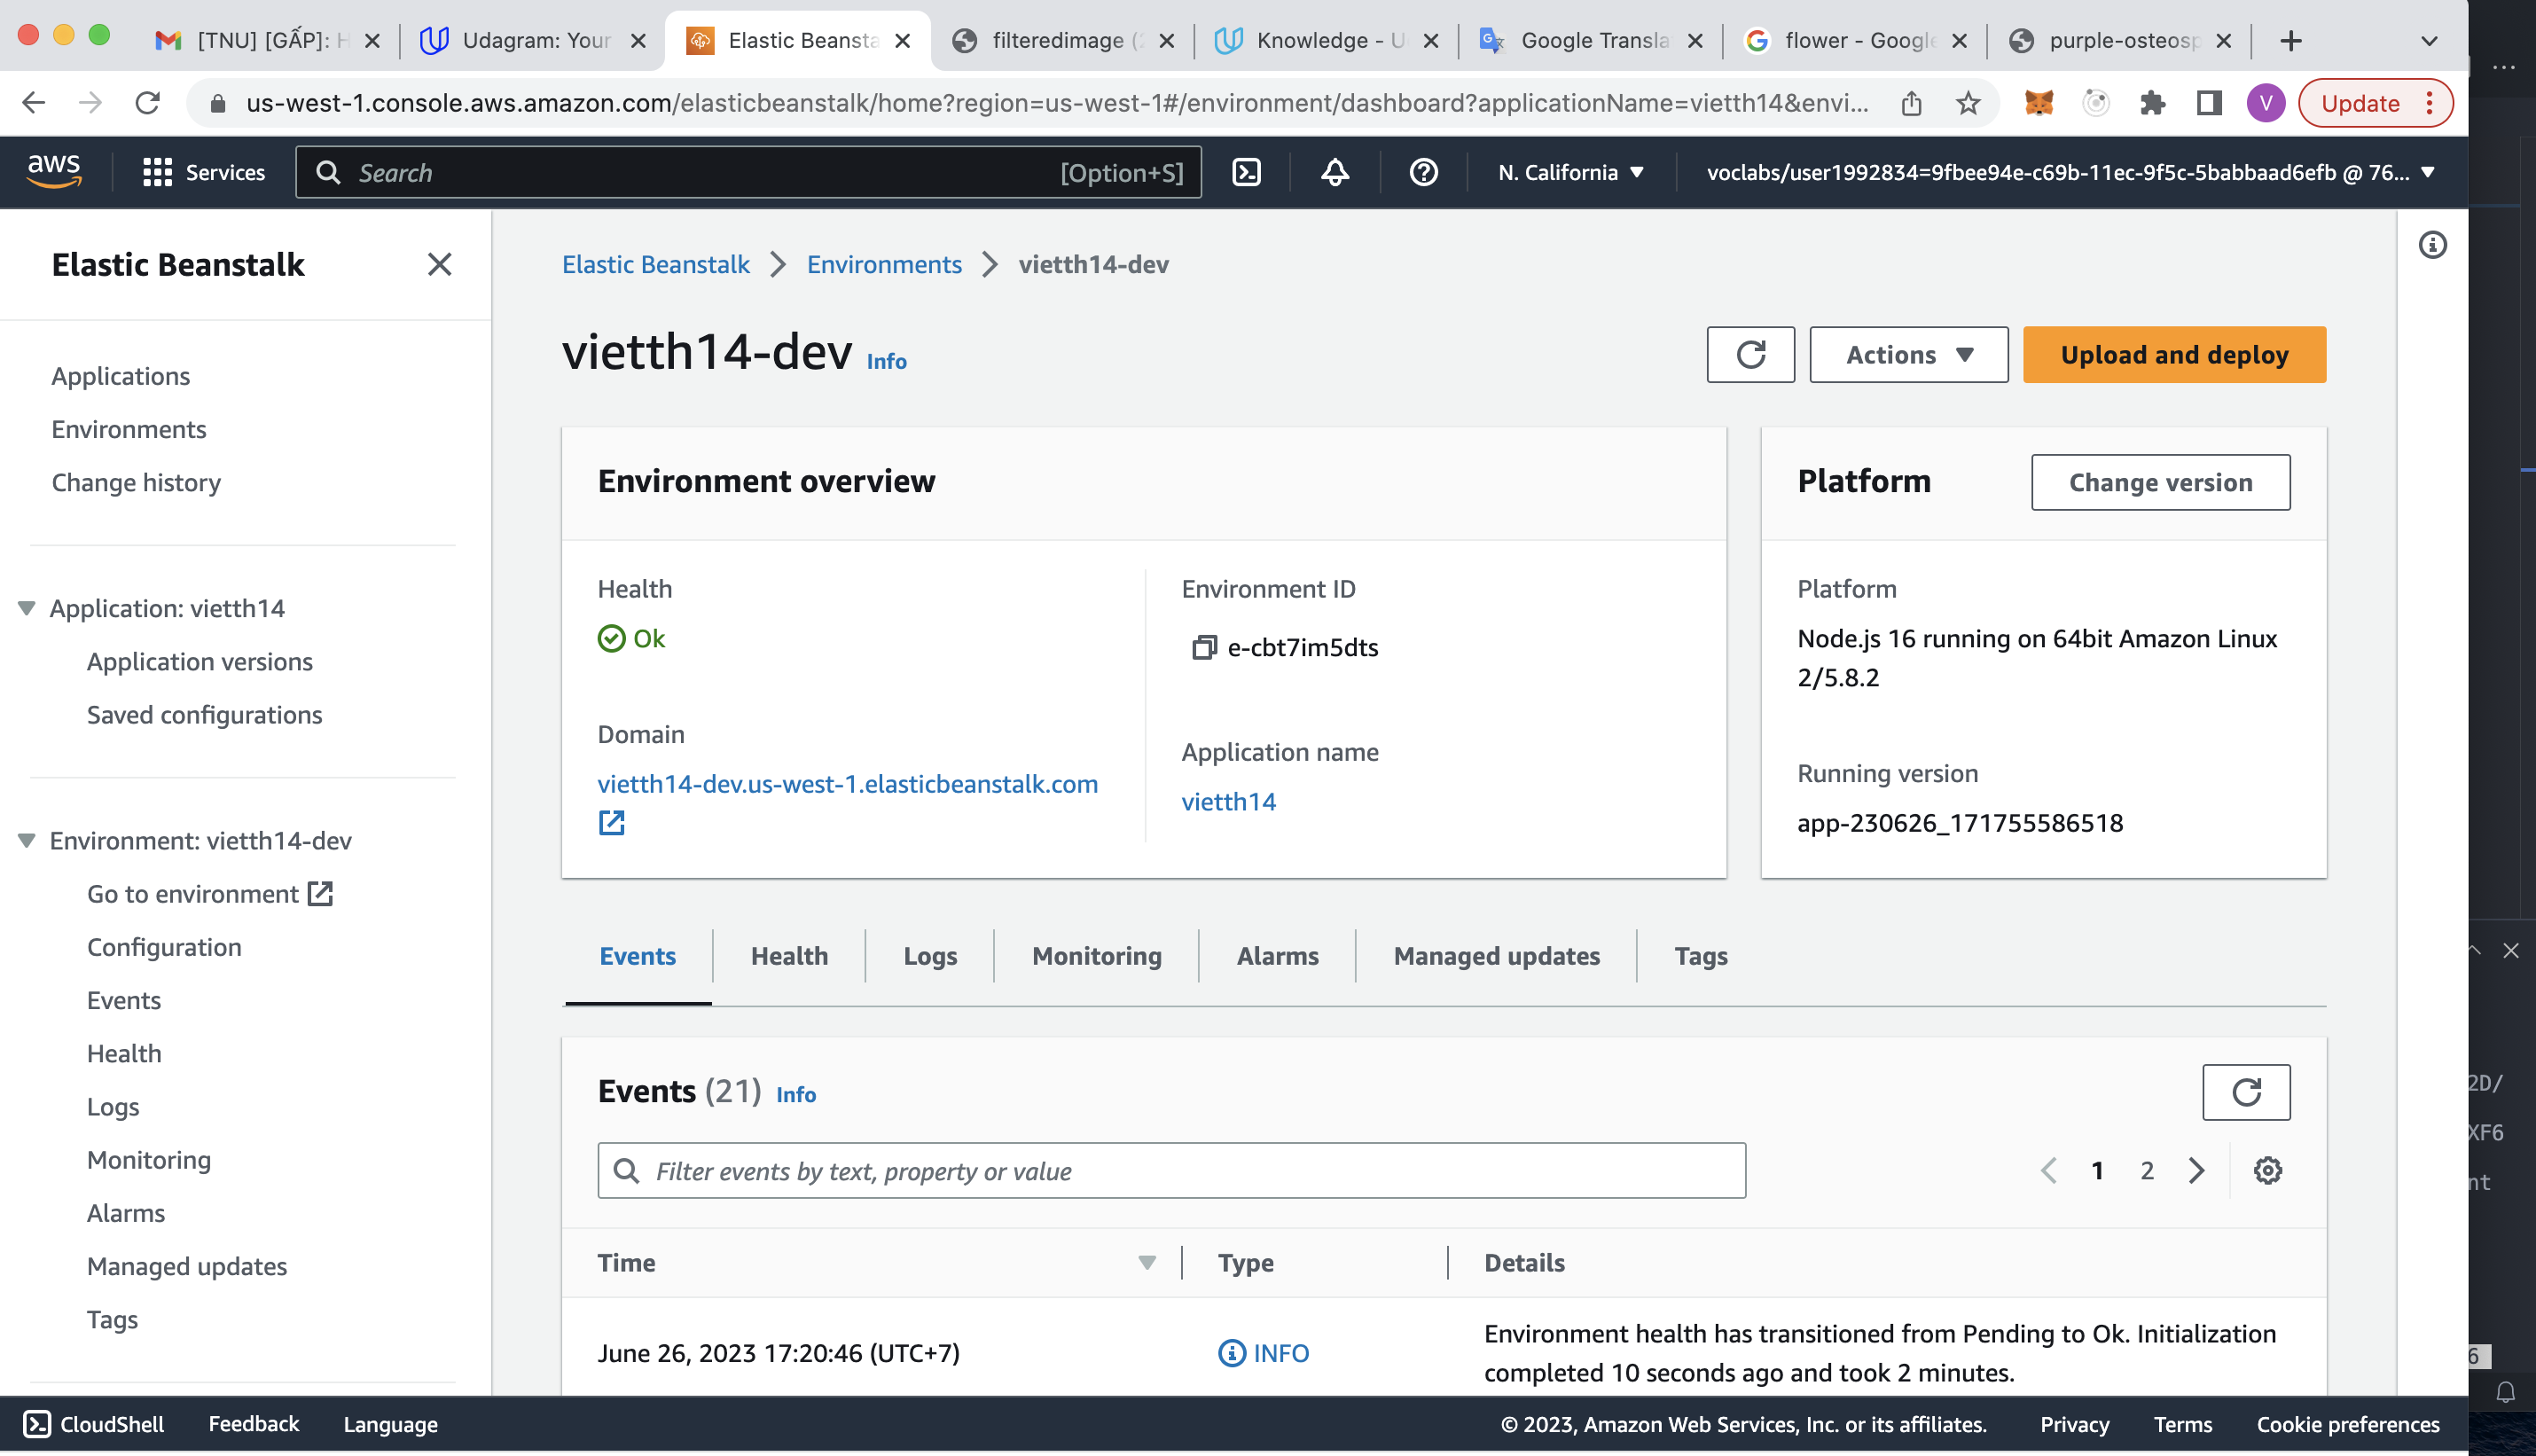 [TNU] [GẤP]: H
Udagram: Your
Elastic Beansta
filteredimage (
Knowledge - U
Google Transla
flower - Google
purple-osteosp
us-west-1.console.aws.amazon.com/elasticbeanstalk/home?region=us-west-1#/environment/dashboard?applicationName=vietth14&envi...
V
Update
aws
Services
Search
[Option+S]
N. California
voclabs/user1992834=9fbee94e-c69b-11ec-9f5c-5babbaad6efb @ 76...
Elastic Beanstalk
Applications
Environments
Change history
Application: vietth14
Application versions
Saved configurations
Environment: vietth14-dev
Go to environment
Configuration
Events
Health
Logs
Monitoring
Alarms
Managed updates
Tags
Elastic Beanstalk
Environments
vietth14-dev
vietth14-dev Info
Actions
Upload and deploy
Environment overview
Health
Ok
Domain
vietth14-dev.us-west-1.elasticbeanstalk.com
Environment ID
e-cbt7im5dts
Application name
vietth14
Platform
Change version
Platform
Node.js 16 running on 64bit Amazon Linux
2/5.8.2
Running version
app-230626_171755586518
Events
Health
Logs
Monitoring
Alarms
Managed updates
Tags
Events (21) Info
Filter events by text, property or value
1
2
Time
Type
Details
June 26, 2023 17:20:46 (UTC+7)
INFO
Environment health has transitioned from Pending to Ok. Initialization
completed 10 seconds ago and took 2 minutes.
2D/
XF6
nt
6
CloudShell
Feedback
Language
© 2023, Amazon Web Services, Inc. or its affiliates.
Privacy
Terms
Cookie preferences